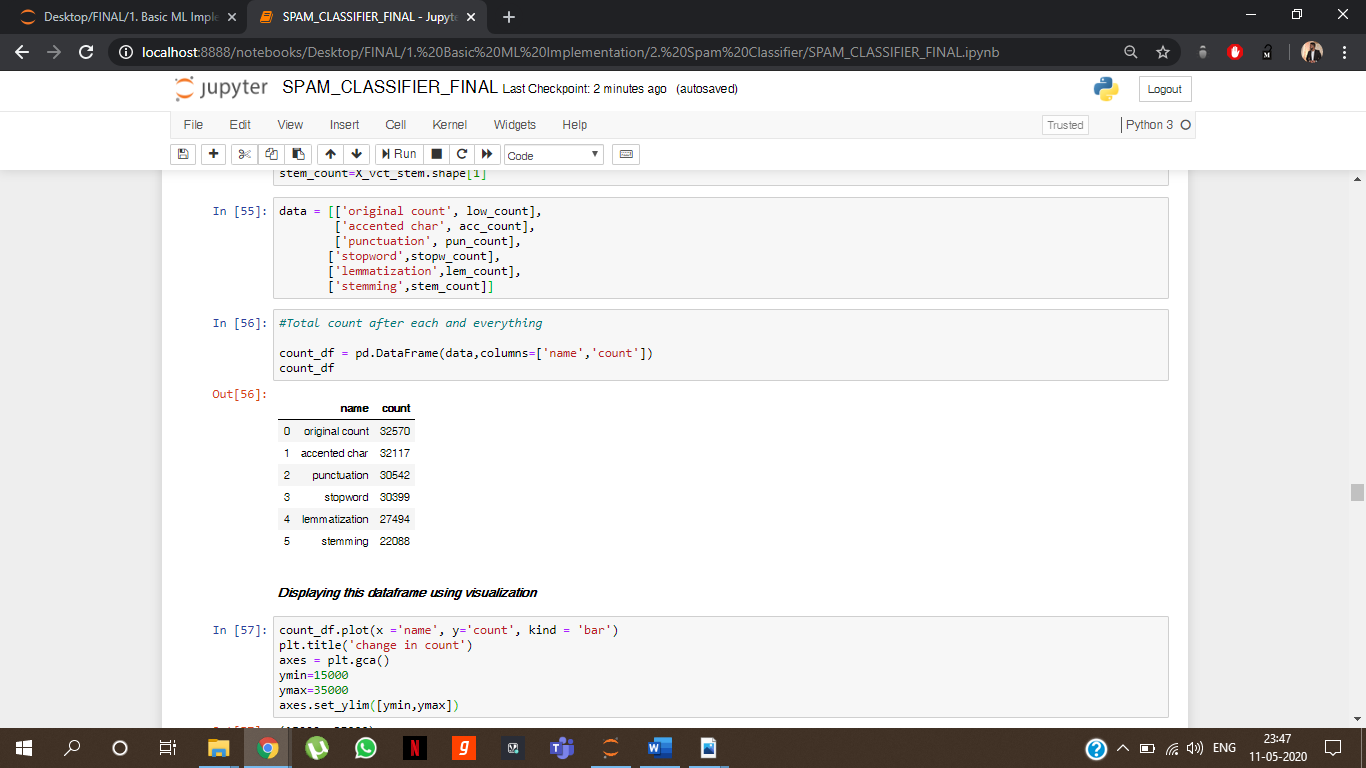 Desktop/FINAL/1. Basic ML Imple
SPAM_CLASSIFIER_FINAL - Jupyte
localhost:8888/notebooks/Desktop/FINAL/1.%20Basic%20ML%20Implementation/2.%20Spam%20Classifier/SPAM_CLASSIFIER_FINAL.ipynb
jupyter SPAM_CLASSIFIER_FINAL Last Checkpoint: 2 minutes ago (autosaved)
Logout
File Edit View Insert Cell Kernel Widgets Help
Trusted
Python 3
Run
Code
stem_count=X_vct_stem.shape[1]
In [55]: data = [['original count', low_count],
['accented char', acc_count],
['punctuation', pun_count],
['stopword',stopw_count],
['lemmatization',lem_count],
['stemming',stem_count]]
In [56]: #Total count after each and everything
count_df = pd.DataFrame(data,columns=['name','count'])
count_df
Out[56]:
name count
0 original count 32570
1 accented char 32117
2 punctuation 30542
3 stopword 30399
4 lemmatization 27494
5 stemming 22088
Displaying this dataframe using visualization
In [57]: count_df.plot(x ='name', y='count', kind = 'bar')
plt.title('change in count')
axes = plt.gca()
ymin=15000
ymax=35000
axes.set_ylim([ymin,ymax])
ENG
23:47
11-05-2020